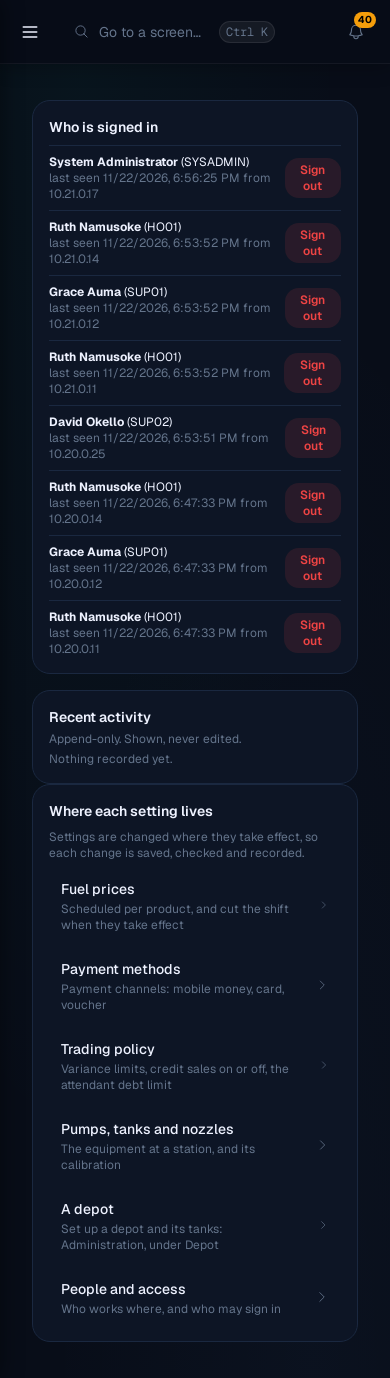 Go to a screen... Ctrl K
40
Who is signed in
System Administrator (SYSADMIN)
last seen 11/22/2026, 6:56:25 PM from
10.21.0.17
Sign
out
Ruth Namusoke (HO01)
last seen 11/22/2026, 6:53:52 PM from
10.21.0.14
Sign
out
Grace Auma (SUP01)
last seen 11/22/2026, 6:53:52 PM from
10.21.0.12
Sign
out
Ruth Namusoke (HO01)
last seen 11/22/2026, 6:53:52 PM from
10.21.0.11
Sign
out
David Okello (SUP02)
last seen 11/22/2026, 6:53:51 PM from
10.20.0.25
Sign
out
Ruth Namusoke (HO01)
last seen 11/22/2026, 6:47:33 PM from
10.20.0.14
Sign
out
Grace Auma (SUP01)
last seen 11/22/2026, 6:47:33 PM from
10.20.0.12
Sign
out
Ruth Namusoke (HO01)
last seen 11/22/2026, 6:47:33 PM from
10.20.0.11
Sign
out
Recent activity
Append-only. Shown, never edited.
Nothing recorded yet.
Where each setting lives
Settings are changed where they take effect, so
each change is saved, checked and recorded.
Fuel prices
Scheduled per product, and cut the shift
when they take effect
Payment methods
Payment channels: mobile money, card,
voucher
Trading policy
Variance limits, credit sales on or off, the
attendant debt limit
Pumps, tanks and nozzles
The equipment at a station, and its
calibration
A depot
Set up a depot and its tanks:
Administration, under Depot
People and access
Who works where, and who may sign in